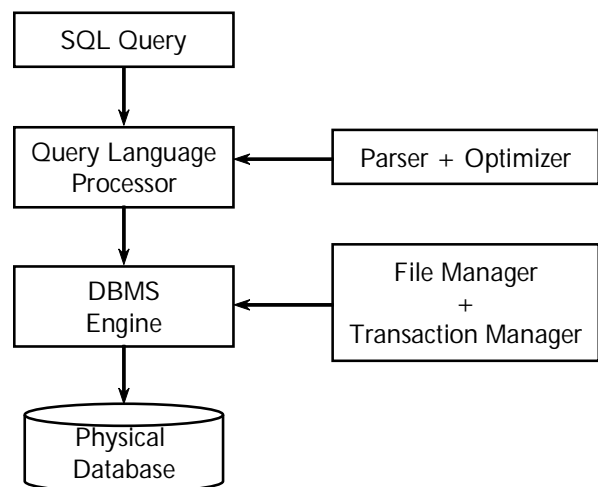 SQL Query
Query Language
Processor
Parser + Optimizer
DBMS
Engine
File Manager
+
Transaction Manager
Physical
Database